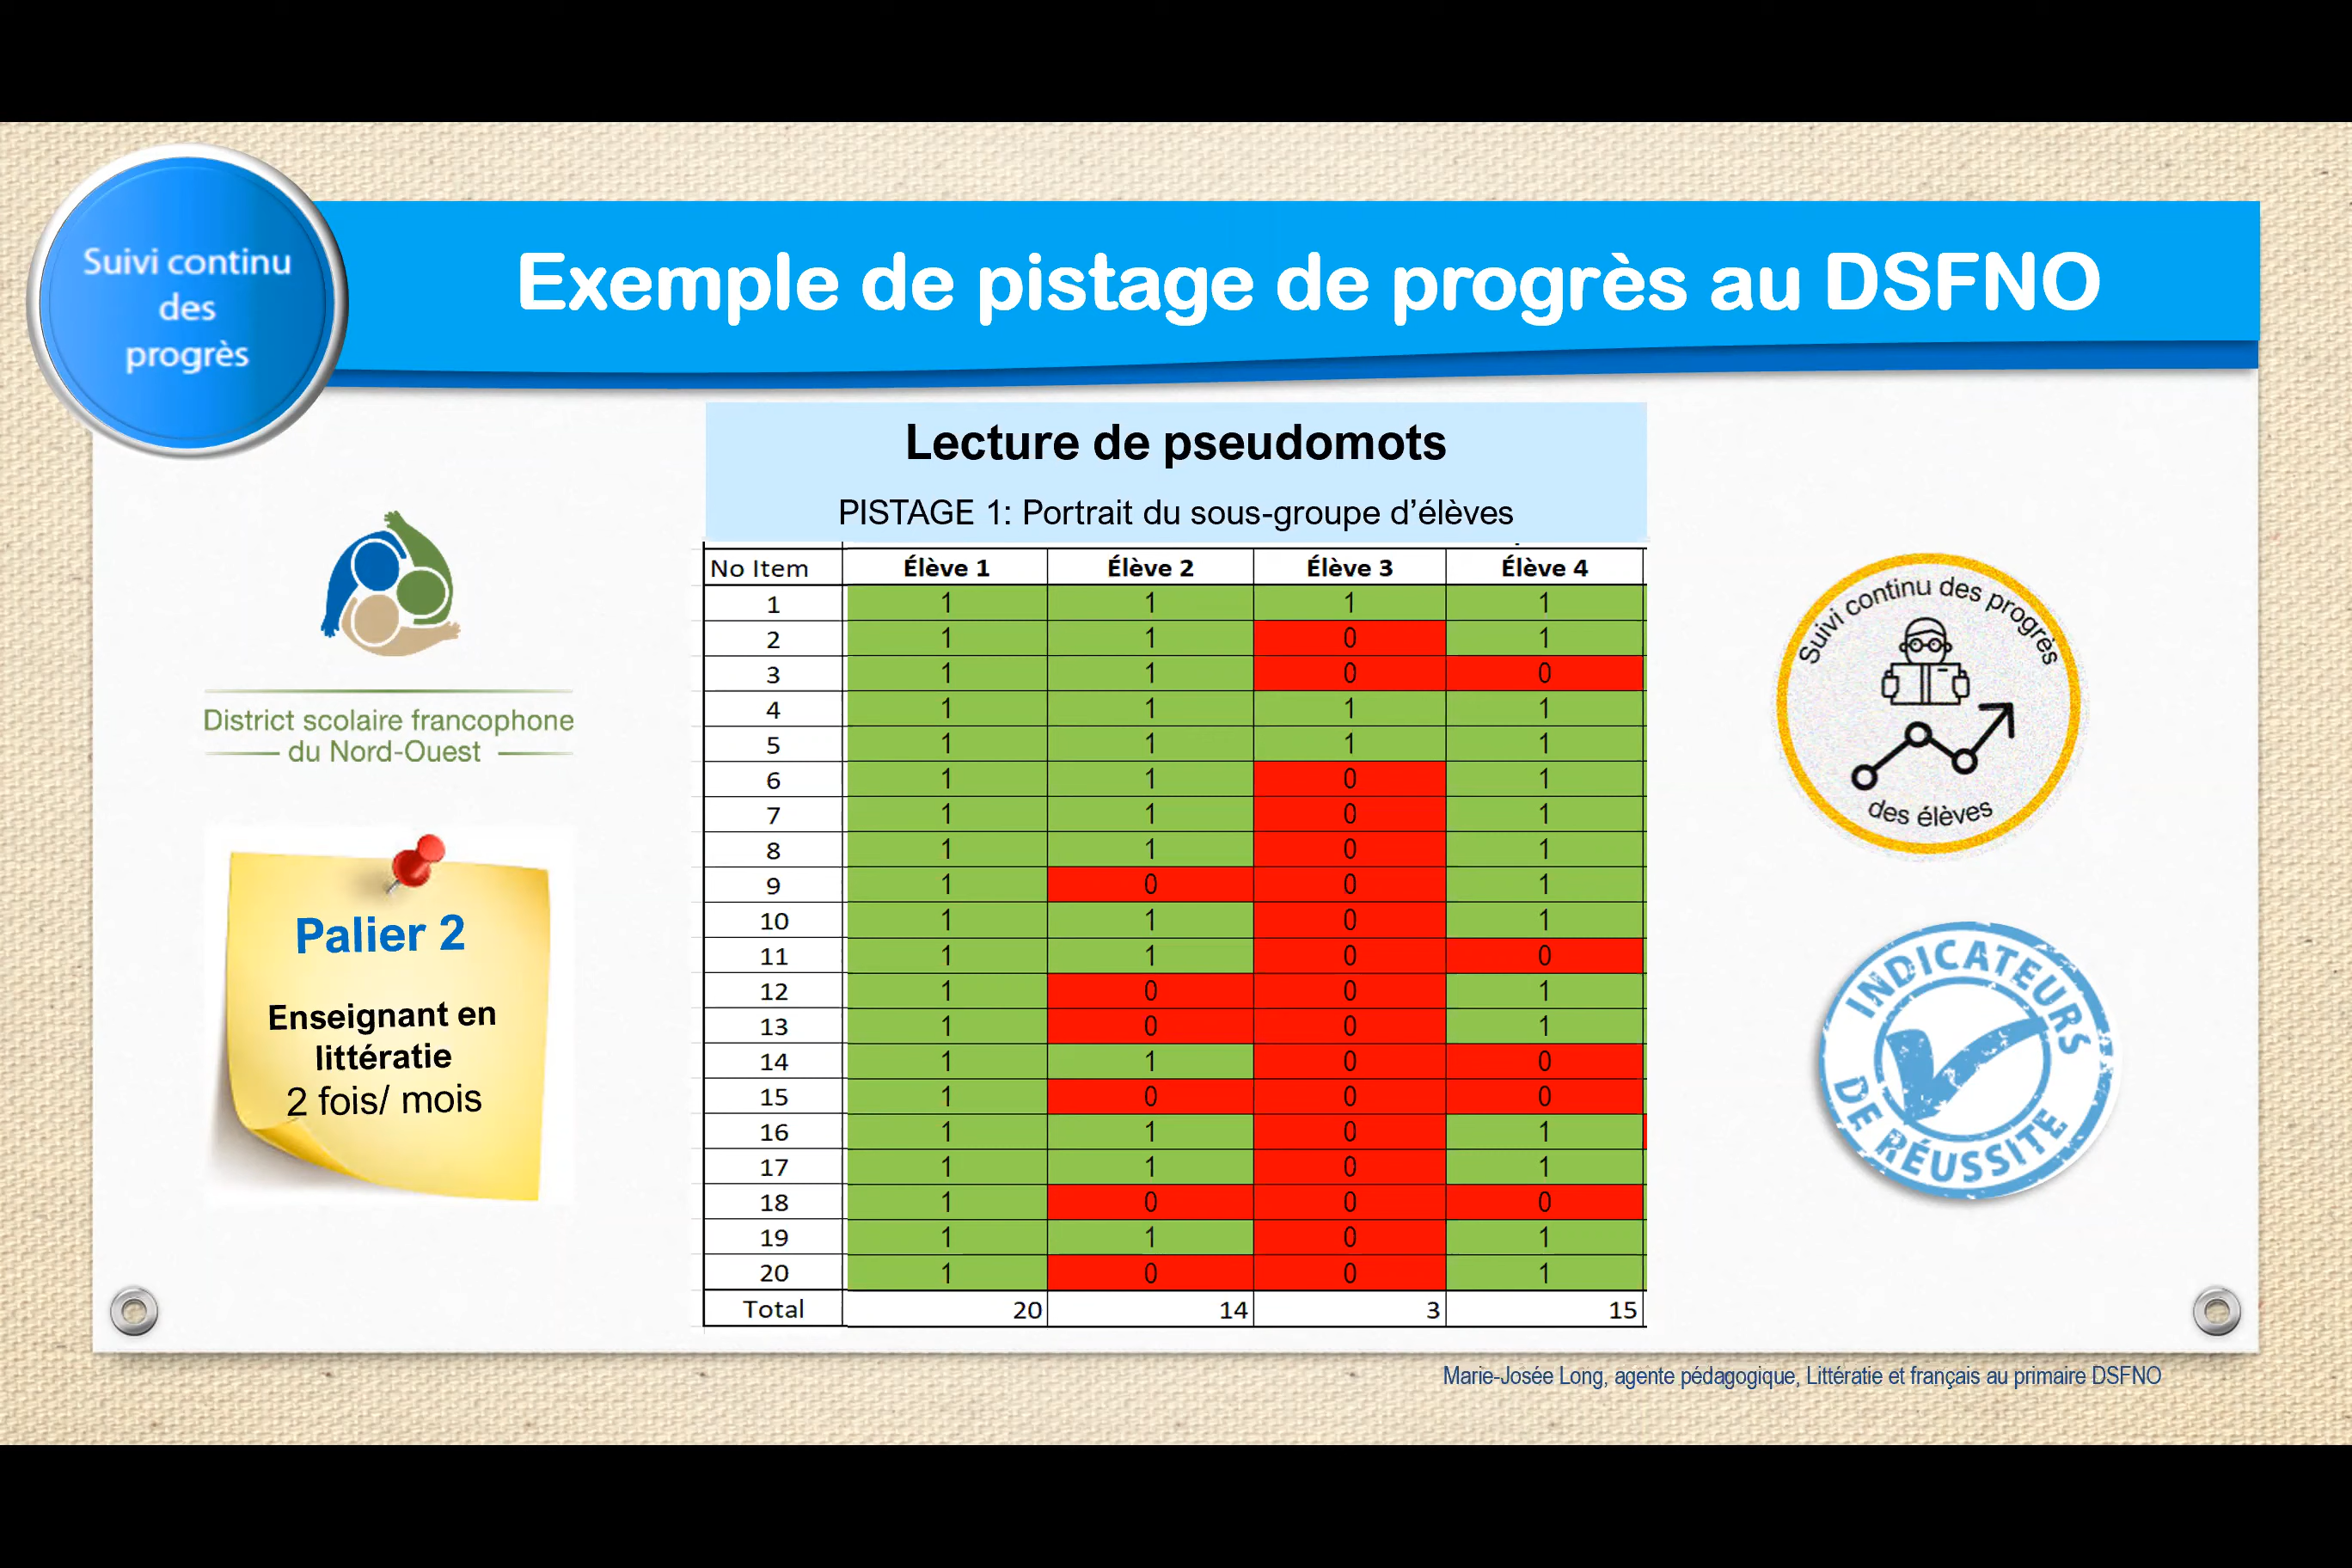 Suivi continu
des
progrès
Exemple de pistage de progrès au DSFNO
Lecture de pseudomots
PISTAGE 1: Portrait du sous-groupe d’élèves
District scolaire francophone
du Nord-Ouest
Palier 2
Enseignant en
littératie
2 fois/ mois
No Item Élève 1 Élève 2 Élève 3 Élève 4
1 1 1 1 1
2 1 1 0 1
3 1 1 0 0
4 1 1 1 1
5 1 1 1 1
6 1 1 0 1
7 1 1 0 1
8 1 1 0 1
9 1 0 0 1
10 1 1 0 1
11 1 1 0 0
12 1 0 0 1
13 1 0 0 1
14 1 1 0 0
15 1 0 0 0
16 1 1 0 1
17 1 1 0 1
18 1 0 0 0
19 1 1 0 1
20 1 0 0 1
Total 20 14 3 15
Suivi continu des progrès
des élèves
INDICATEURS
DE RÉUSSITE
Marie-Josée Long, agente pédagogique, Littératie et français au primaire DSFNO